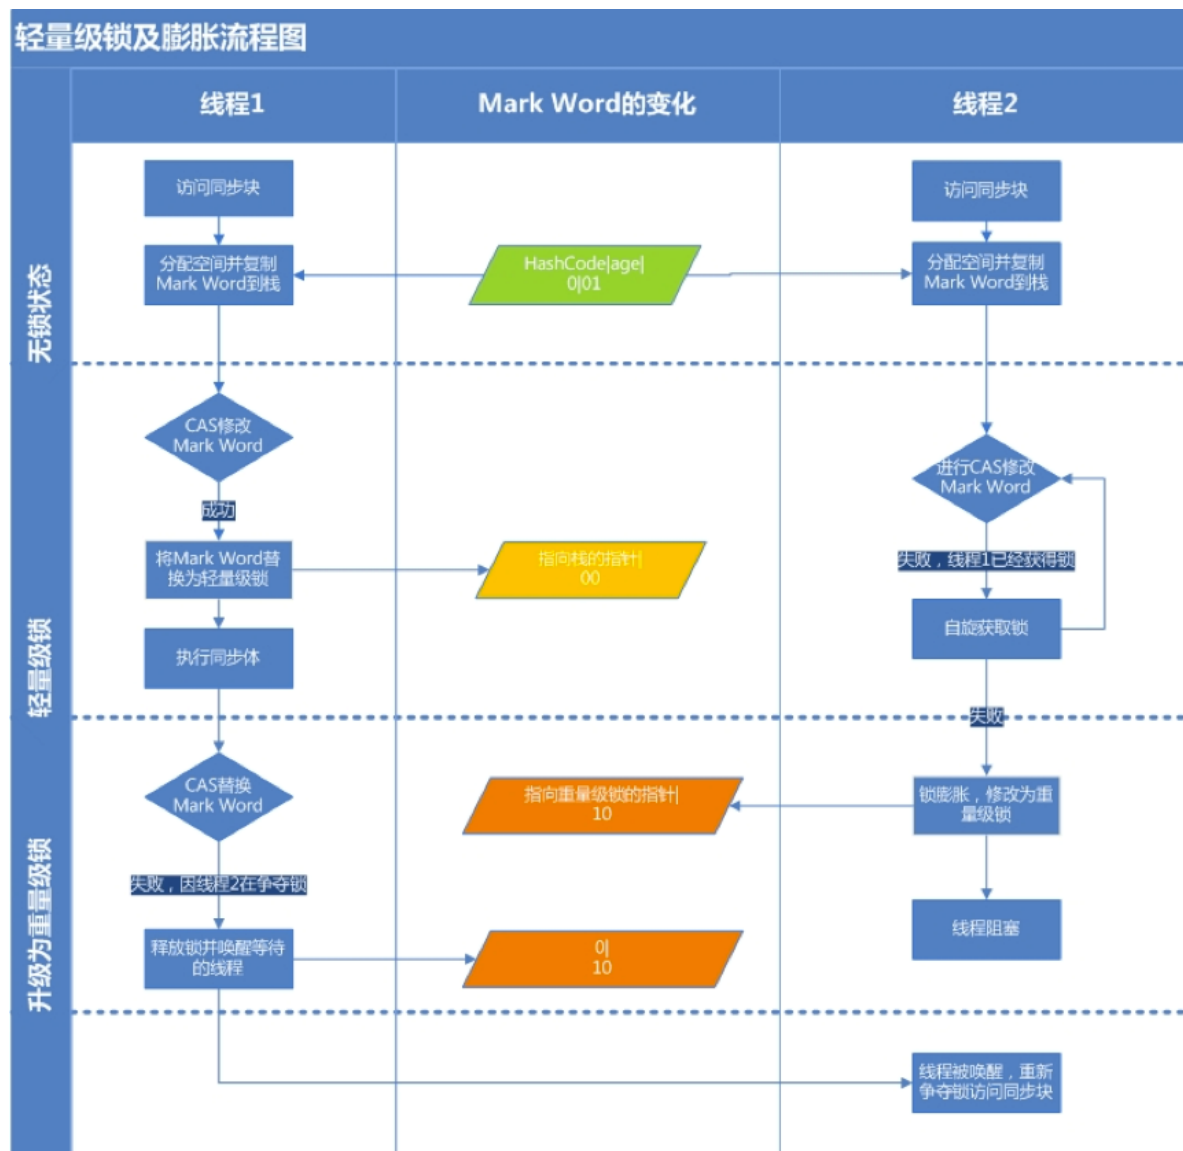 轻量级锁及膨胀流程图
线程1
Mark Word的变化
线程2
无锁状态
访问同步块
访问同步块
分配空间并复制
Mark Word到栈
HashCode|age|
0|01
分配空间并复制
Mark Word到栈
轻量级锁
CAS修改
Mark Word
进行CAS修改
Mark Word
成功
将Mark Word替
换为轻量级锁
指向栈的指针|
00
失败，线程1已经获得锁
自旋获取锁
执行同步体
失败
升级为重量级锁
CAS替换
Mark Word
指向重量级锁的指针|
10
锁膨胀，修改为重
量级锁
失败，因线程2在争夺锁
线程阻塞
释放锁并唤醒等待
的线程
0|
10
线程被唤醒，重新
争夺锁访问同步块